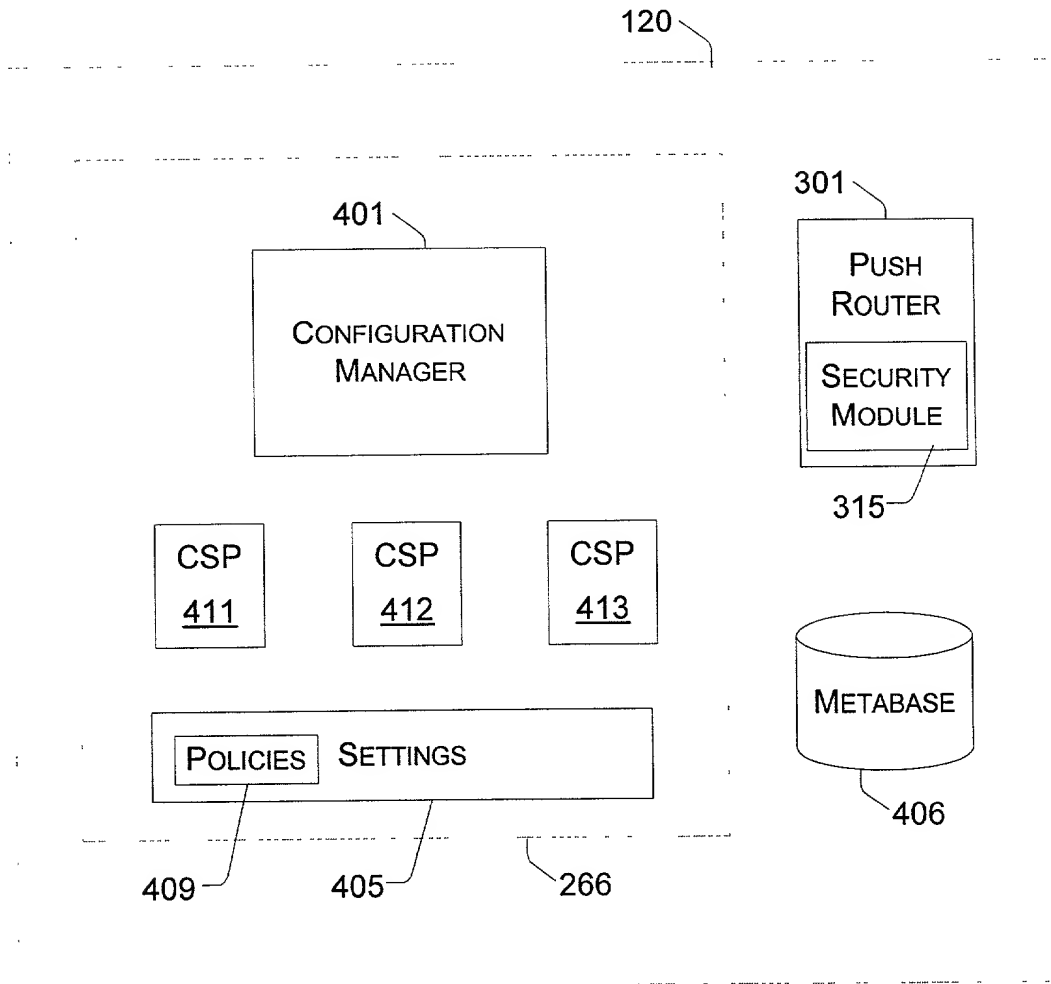 120
301
401
PUSH
ROUTER
CONFIGURATION
MANAGER
SECURITY
MODULE
315
CSP
411
CSP
412
CSP
413
METABASE
POLICIES SETTINGS
406
409
405
266